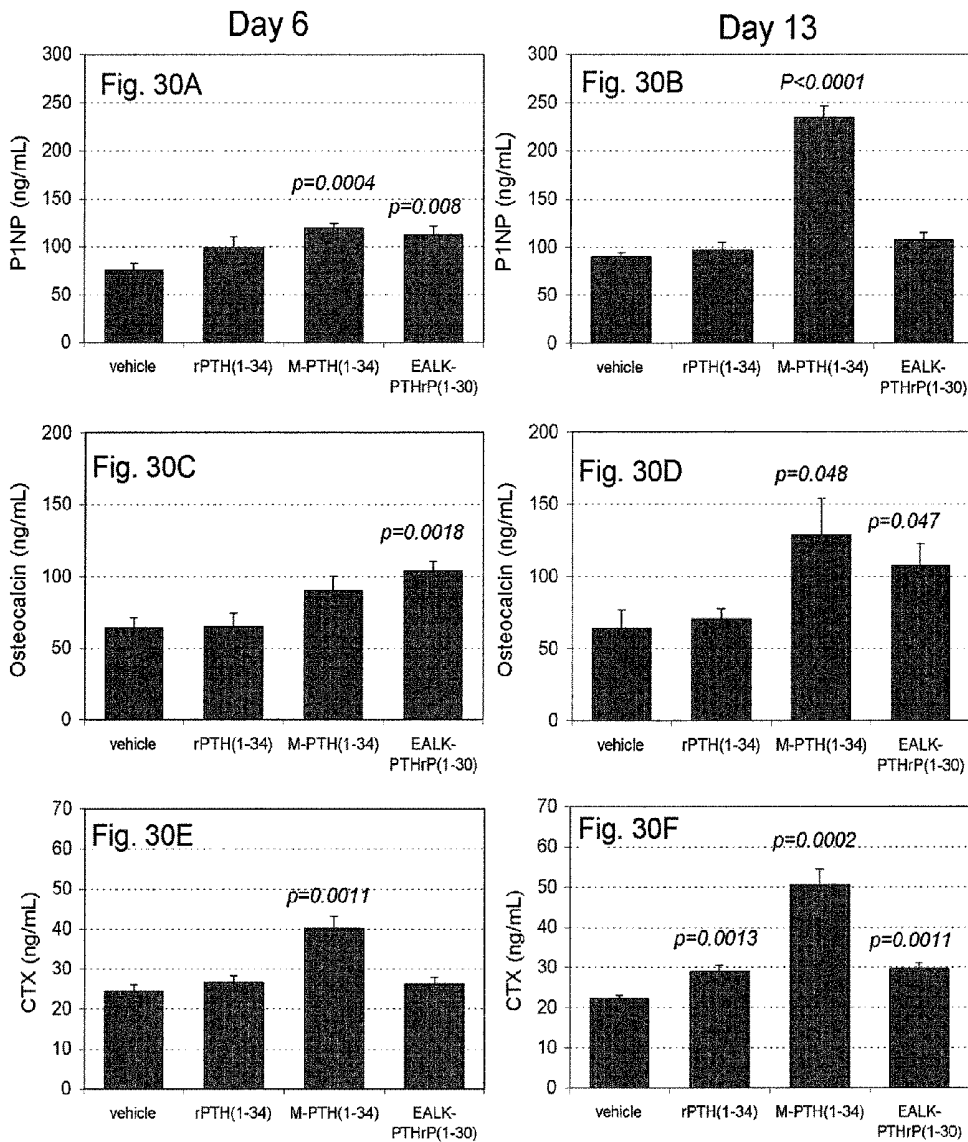 Day 6
Day 13
Fig. 30A
P1NP (ng/mL)
300
250
200
150
100
50
0
p=0.0004
p=0.008
vehicle
rPTH(1-34)
M-PTH(1-34)
EALK-
PTHrP(1-30)
Fig. 30B
P1NP (ng/mL)
300
250
200
150
100
50
0
P<0.0001
vehicle
rPTH(1-34)
M-PTH(1-34)
EALK-
PTHrP(1-30)
Fig. 30C
Osteocalcin (ng/mL)
200
150
100
50
0
p=0.0018
vehicle
rPTH(1-34)
M-PTH(1-34)
EALK-
PTHrP(1-30)
Fig. 30D
Osteocalcin (ng/mL)
200
150
100
50
0
p=0.048
p=0.047
vehicle
rPTH(1-34)
M-PTH(1-34)
EALK-
PTHrP(1-30)
Fig. 30E
CTX (ng/mL)
70
60
50
40
30
20
10
0
p=0.0011
vehicle
rPTH(1-34)
M-PTH(1-34)
EALK-
PTHrP(1-30)
Fig. 30F
CTX (ng/mL)
70
60
50
40
30
20
10
0
p=0.0013
p=0.0002
p=0.0011
vehicle
rPTH(1-34)
M-PTH(1-34)
EALK-
PTHrP(1-30)